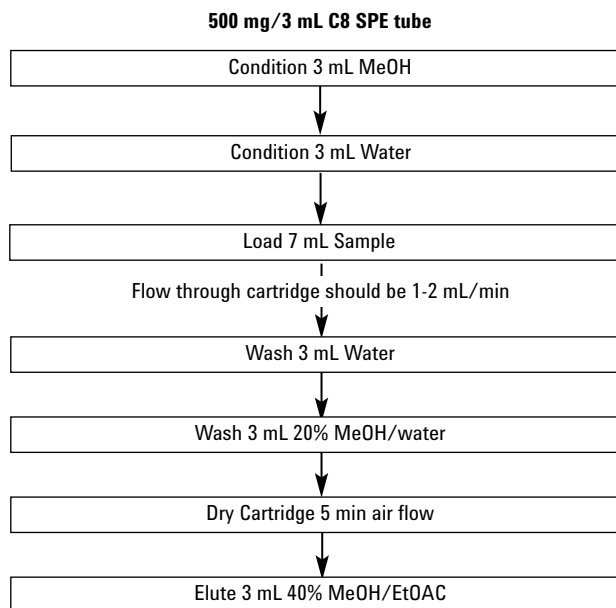 500 mg/3 mL C8 SPE tube
Condition 3 mL MeOH
Condition 3 mL Water
Load 7 mL Sample
Flow through cartridge should be 1-2 mL/min
Wash 3 mL Water
Wash 3 mL 20% MeOH/water
Dry Cartridge 5 min air flow
Elute 3 mL 40% MeOH/EtOAC